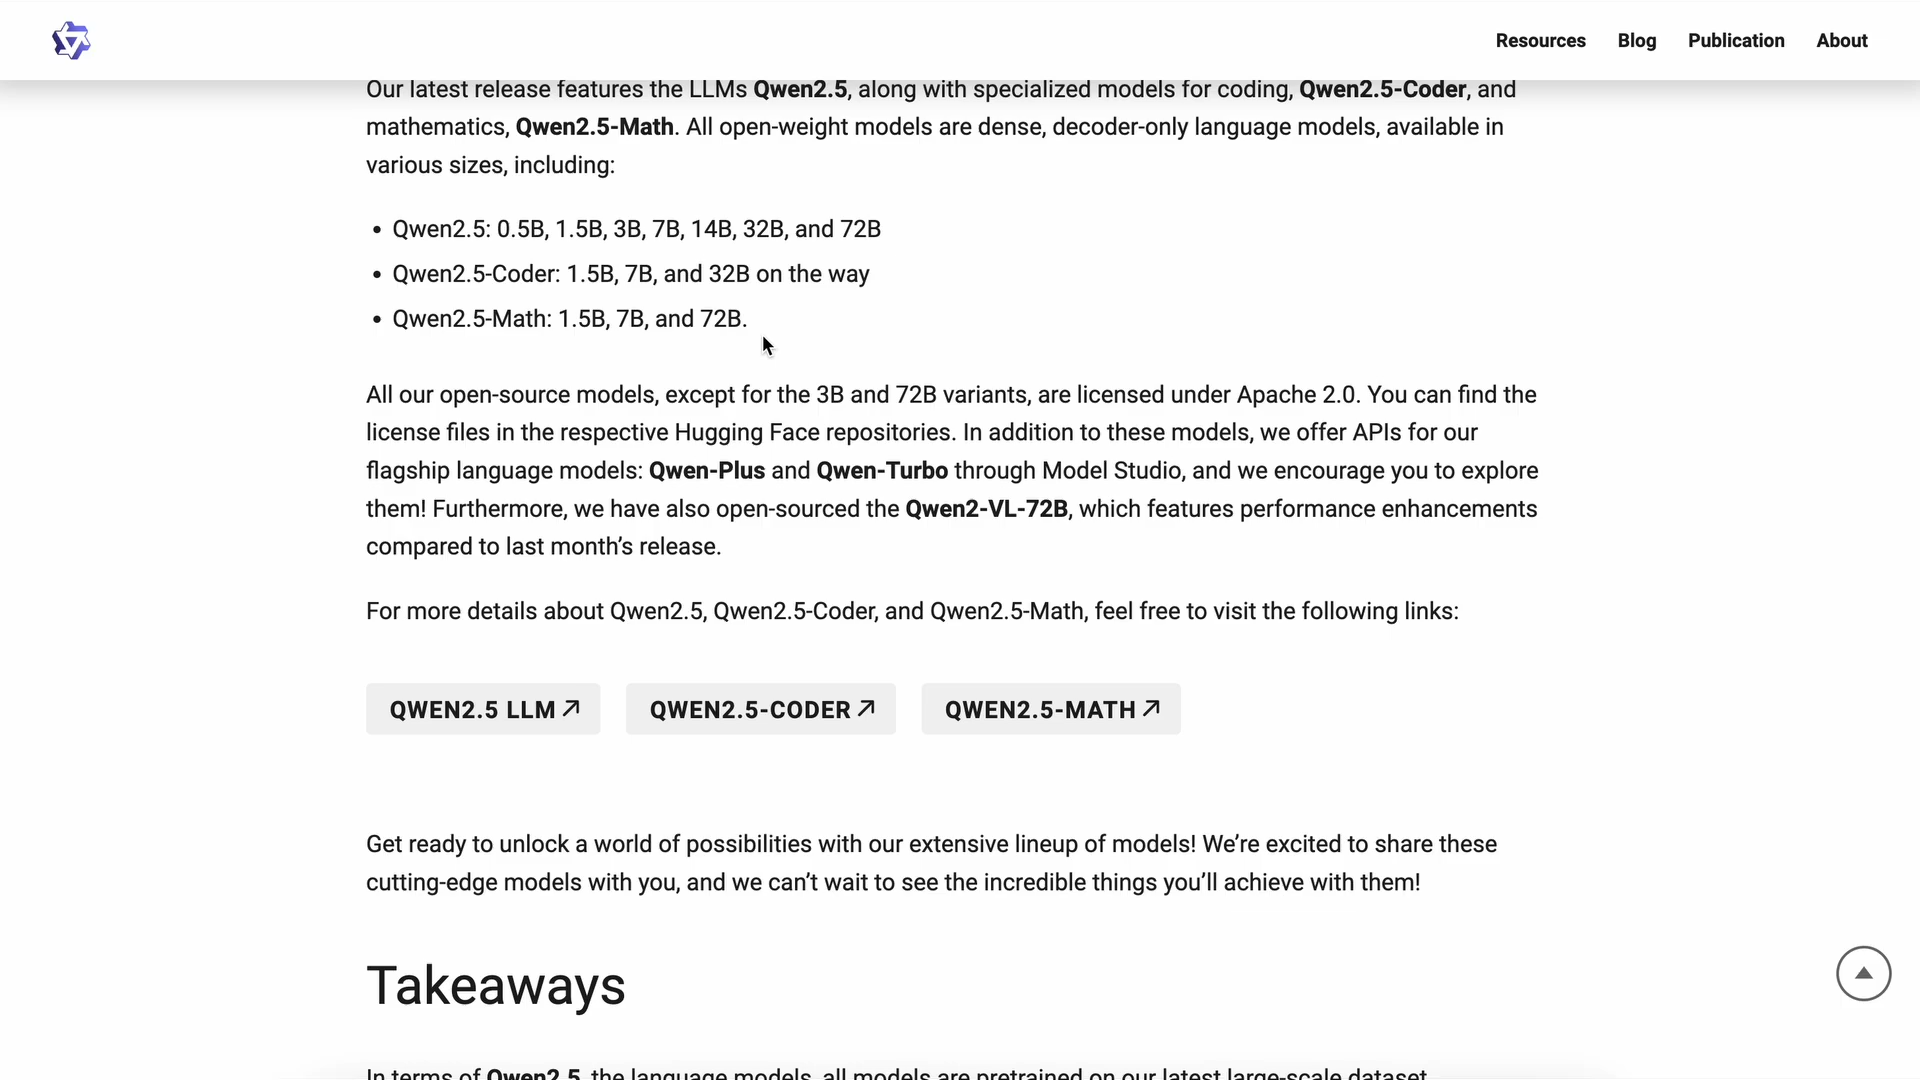 Resources Blog Publication About
Our latest release features the LLMs Qwen2.5, along with specialized models for coding, Qwen2.5-Coder, and
mathematics, Qwen2.5-Math. All open-weight models are dense, decoder-only language models, available in
various sizes, including:
• Qwen2.5: 0.5B, 1.5B, 3B, 7B, 14B, 32B, and 72B
• Qwen2.5-Coder: 1.5B, 7B, and 32B on the way
• Qwen2.5-Math: 1.5B, 7B, and 72B.
All our open-source models, except for the 3B and 72B variants, are licensed under Apache 2.0. You can find the
license files in the respective Hugging Face repositories. In addition to these models, we offer APIs for our
flagship language models: Qwen-Plus and Qwen-Turbo through Model Studio, and we encourage you to explore
them! Furthermore, we have also open-sourced the Qwen2-VL-72B, which features performance enhancements
compared to last month’s release.
For more details about Qwen2.5, Qwen2.5-Coder, and Qwen2.5-Math, feel free to visit the following links:
QWEN2.5 LLM QWEN2.5-CODER QWEN2.5-MATH
Get ready to unlock a world of possibilities with our extensive lineup of models! We’re excited to share these
cutting-edge models with you, and we can’t wait to see the incredible things you’ll achieve with them!
Takeaways
In terms of Qwen2.5, the language models, all models are pretrained on our latest large-scale dataset